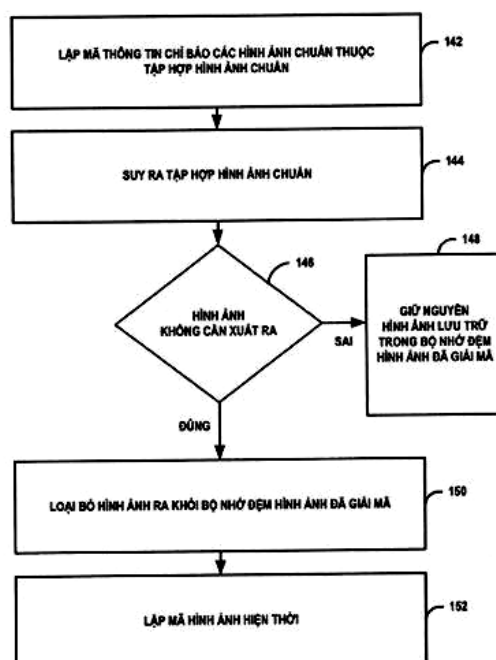 LẬP MÃ THÔNG TIN CHỈ BÁO CÁC HÌNH ẢNH CHUẨN THUỘC
TẬP HỢP HÌNH ẢNH CHUẨN
142
SUY RA TẬP HỢP HÌNH ẢNH CHUẨN
144
146
HÌNH ẢNH
KHÔNG CẦN XUẤT RA
148
GIỮ NGUYÊN
HÌNH ẢNH LƯU TRỮ
TRONG BỘ NHỚ ĐỆM
HÌNH ẢNH ĐÃ GIẢI MÃ
SAI
ĐÚNG
LOẠI BỎ HÌNH ẢNH RA KHỎI BỘ NHỚ ĐỆM HÌNH ẢNH ĐÃ GIẢI MÃ
150
LẬP MÃ HÌNH ẢNH HIỆN THỜI
152